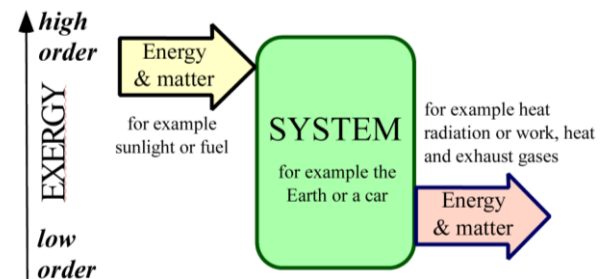 high
order
EXERGY
low
order
Energy
& matter
for example
sunlight or fuel
SYSTEM
for example the
Earth or a car
for example heat
radiation or work, heat
and exhaust gases
Energy
& matter